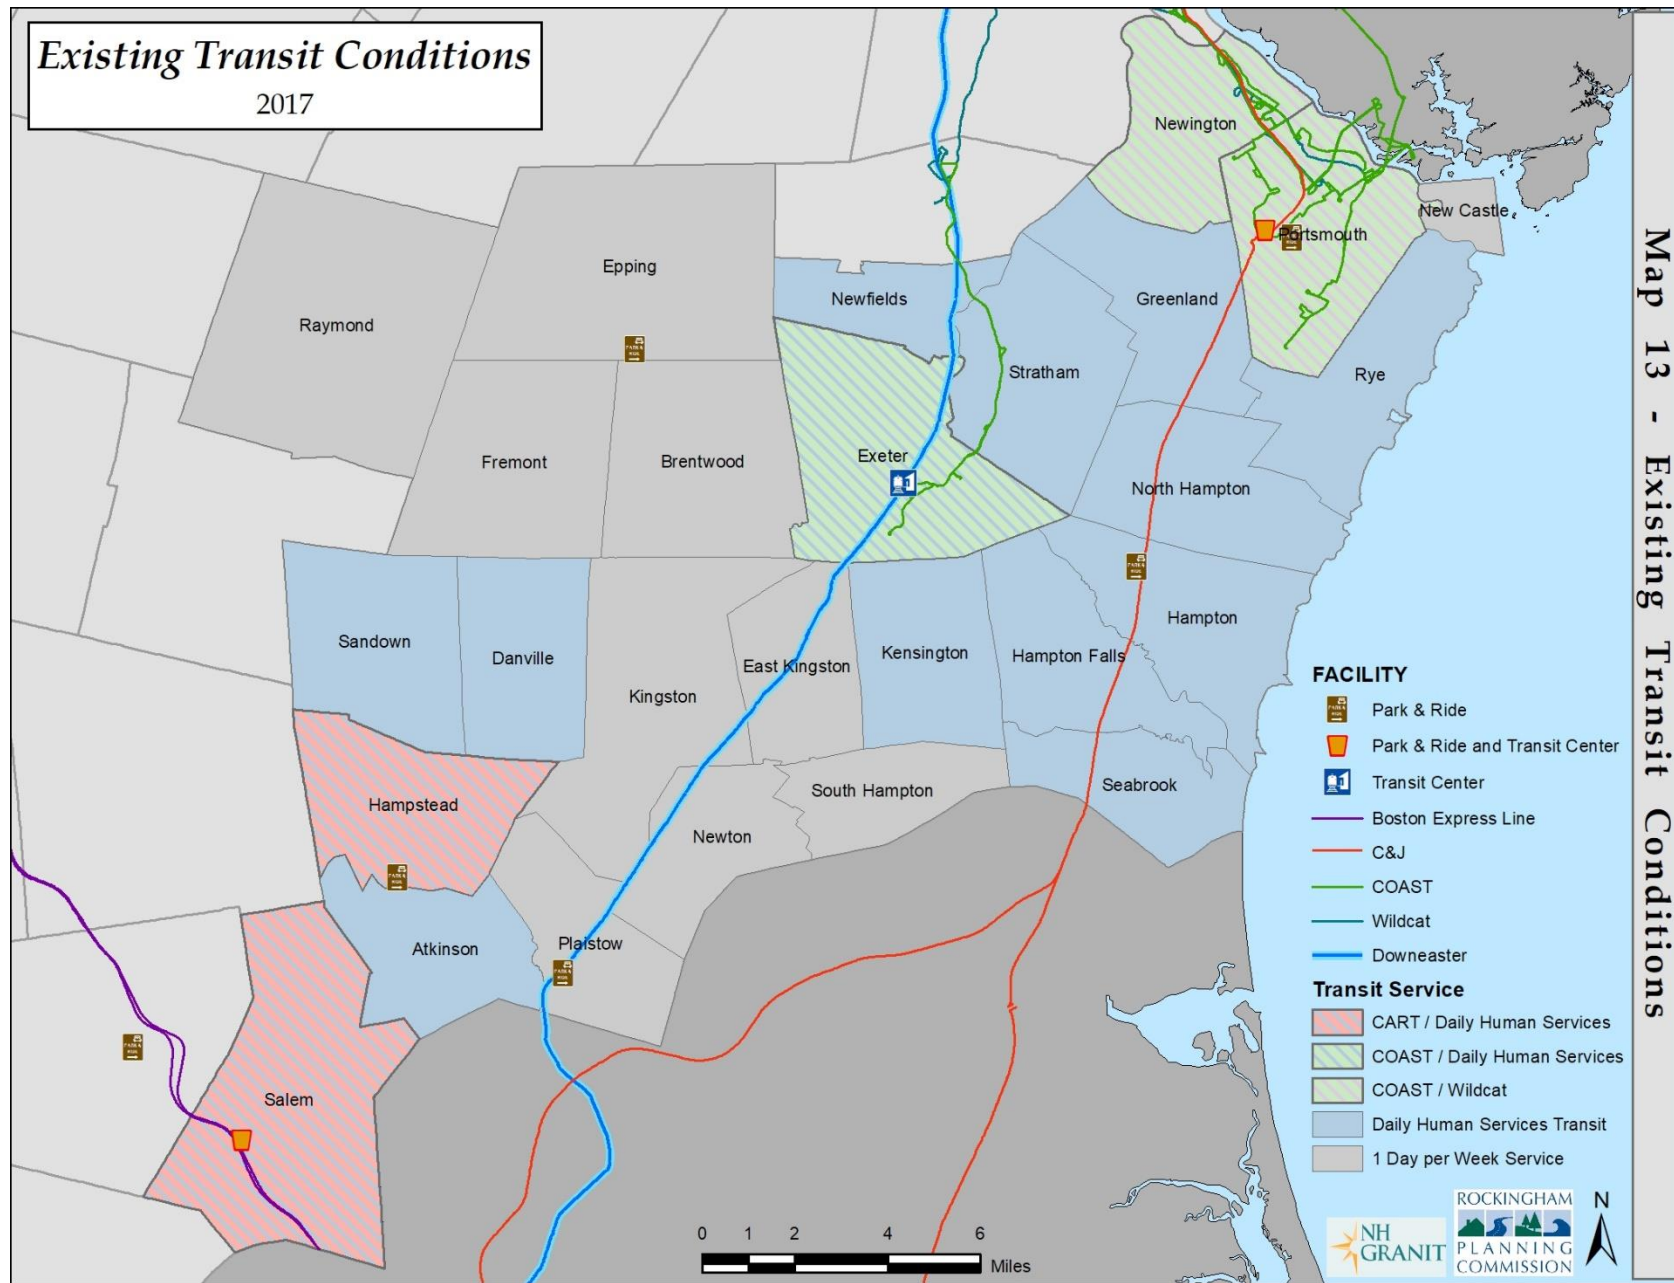 Existing Transit Conditions
2017
Newington
New Castle
Portsmouth
Epping
Newfields
Greenland
Raymond
Stratham
Rye
Exeter
Fremont
Brentwood
North Hampton
Hampton
Sandown
Danville
Kensington
Hampton Falls
East Kingston
Kingston
Seabrook
South Hampton
Hampstead
Newton
Plaistow
Atkinson
Salem
FACILITY
Park & Ride
Park & Ride and Transit Center
Transit Center
Boston Express Line
C&J
COAST
Wildcat
Downeaster
Transit Service
CART / Daily Human Services
COAST / Daily Human Services
COAST / Wildcat
Daily Human Services Transit
1 Day per Week Service
0 1 2 4 6
Miles
NH
GRANIT
ROCKINGHAM
PLANNING
COMMISSION
N
Map 13 - Existing Transit Conditions